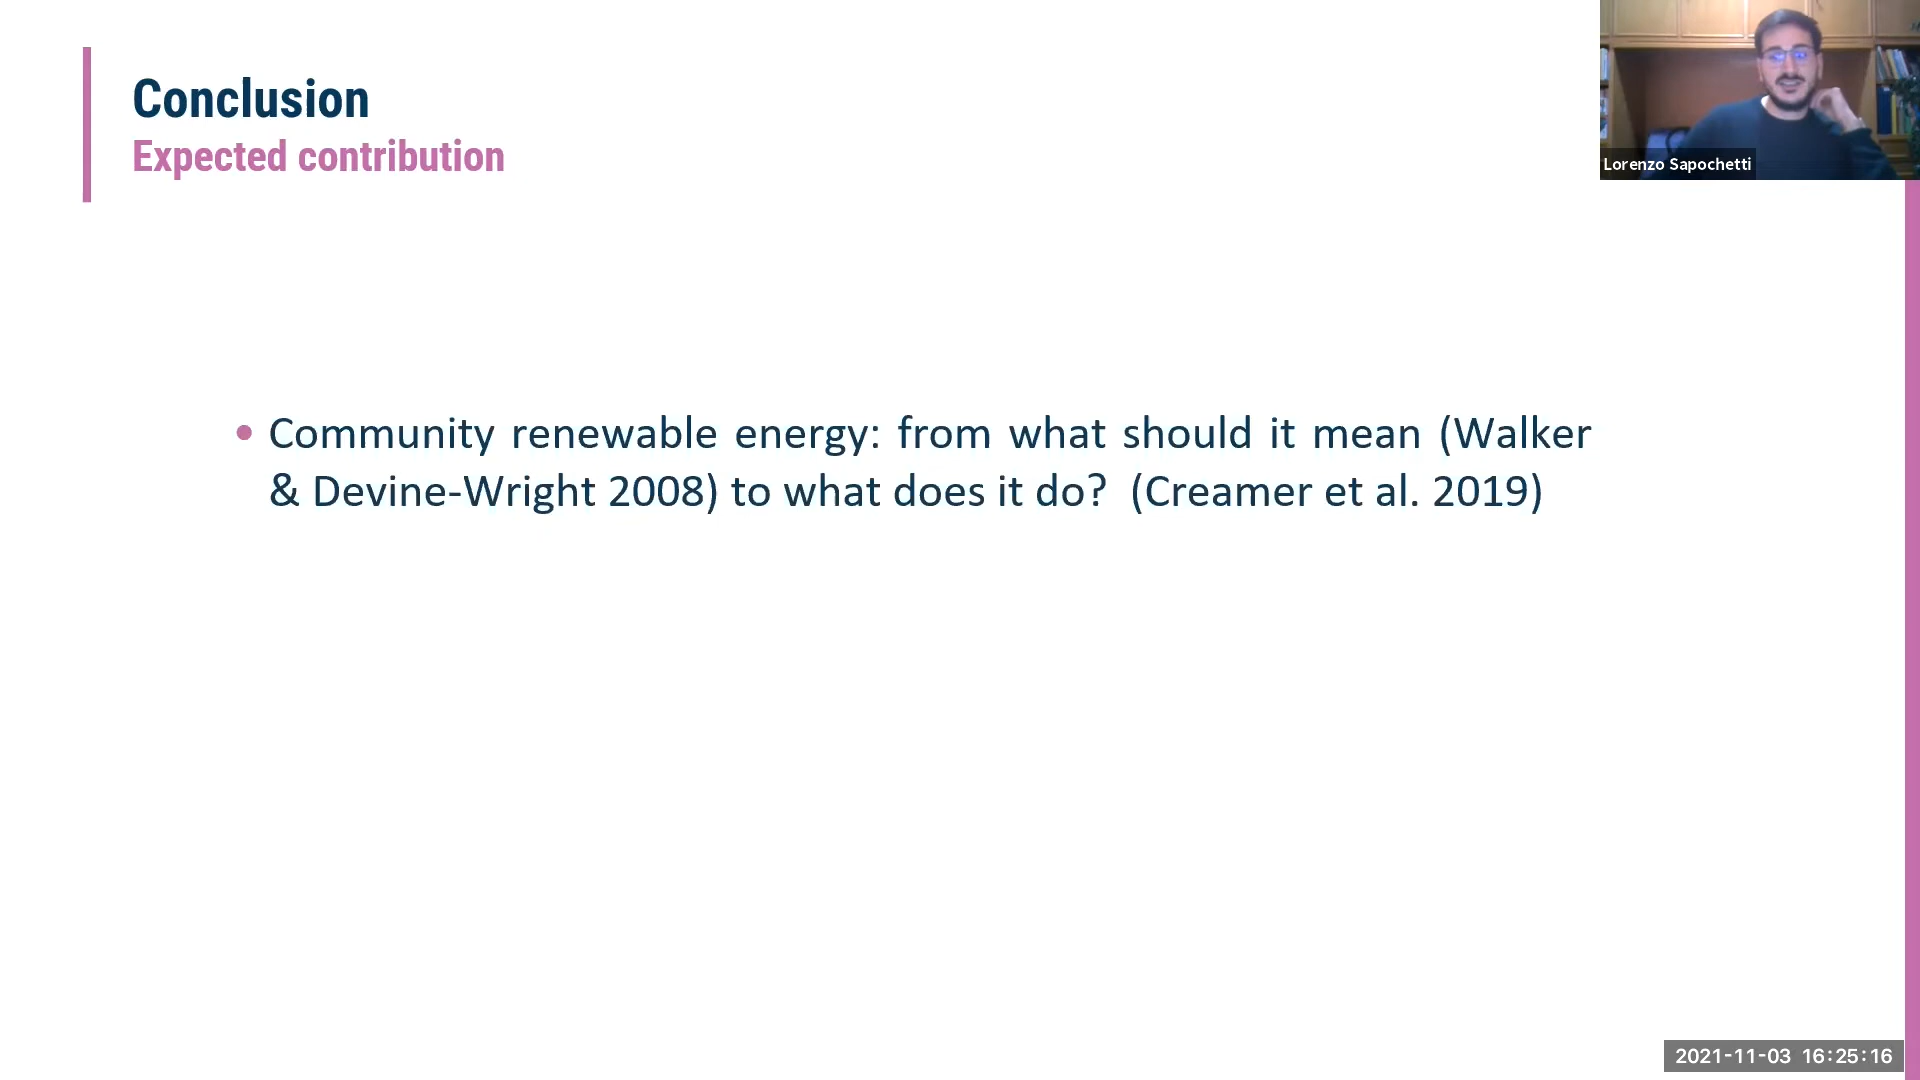 Conclusion
Expected contribution
Lorenzo Sapochetti
• Community renewable energy: from what should it mean (Walker
& Devine-Wright 2008) to what does it do? (Creamer et al. 2019)
2021-11-03 16:25:16